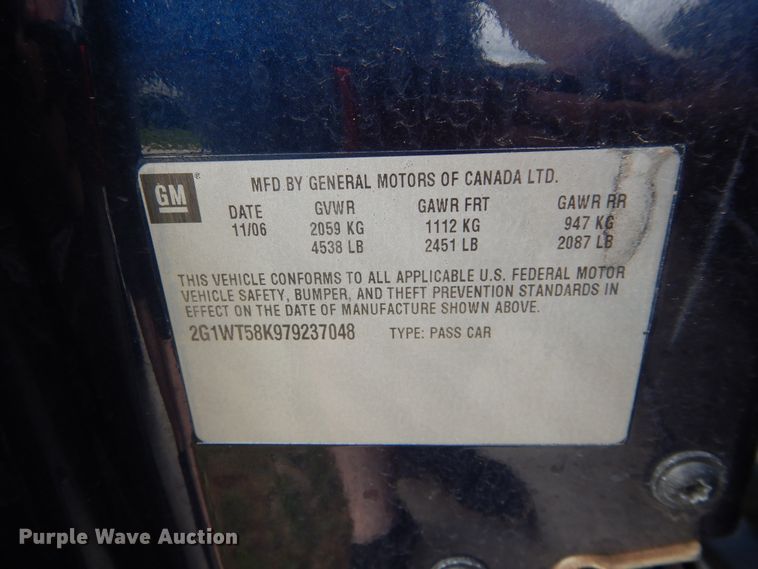 GM®
MFD BY GENERAL MOTORS OF CANADA LTD.
DATE GVWR GAWR FRT GAWR RR
11/06 2059 KG 1112 KG 947 KG
4538 LB 2451 LB 2087 LB
THIS VEHICLE CONFORMS TO ALL APPLICABLE U.S. FEDERAL MOTOR
VEHICLE SAFETY, BUMPER, AND THEFT PREVENTION STANDARDS IN
EFFECT ON THE DATE OF MANUFACTURE SHOWN ABOVE.
2G1WT58K979237048 TYPE: PASS CAR
Purple Wave Auction®